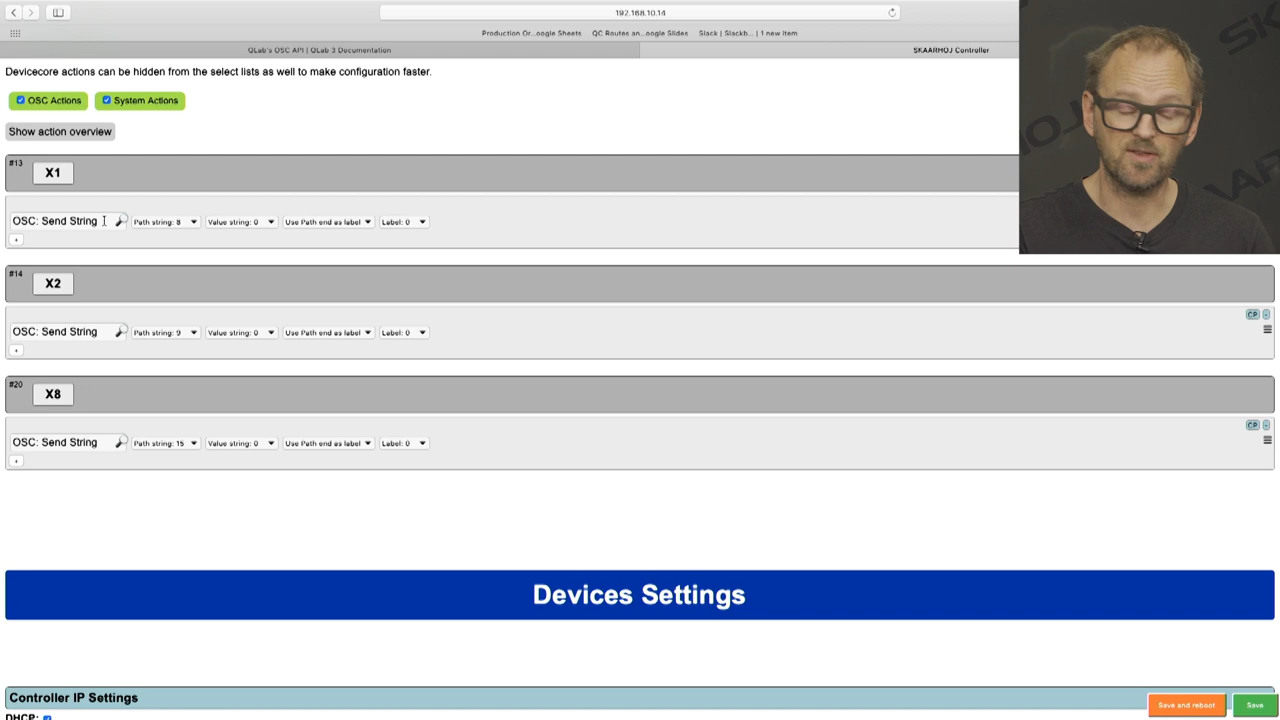 192.168.10.14
Production Or...oogle Sheets QC Routes an...oogle Slides Slack | Slackb... | 1 new item
QLab's OSC API | QLab 3 Documentation SKAARHOJ Controller
Devicecore actions can be hidden from the select lists as well to make configuration faster.
OSC Actions System Actions
Show action overview
#13
X1
OSC: Send String Path string: 8 Value string: 0 Use Path end as label Label: 0
+
#14
X2
CP -
OSC: Send String Path string: 9 Value string: 0 Use Path end as label Label: 0
+
#20
X8
CP -
OSC: Send String Path string: 15 Value string: 0 Use Path end as label Label: 0
+
Devices Settings
Controller IP Settings
Save and reboot Save
DHCP: